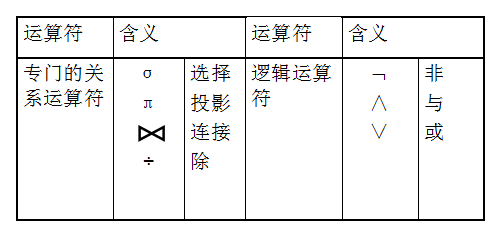 运算符 含义 运算符 含义
专门的关系运算符 σ 选择 逻辑运算符 ¬ 非
π 投影 ∧ 与
⋈ 连接 ∨ 或
÷ 除